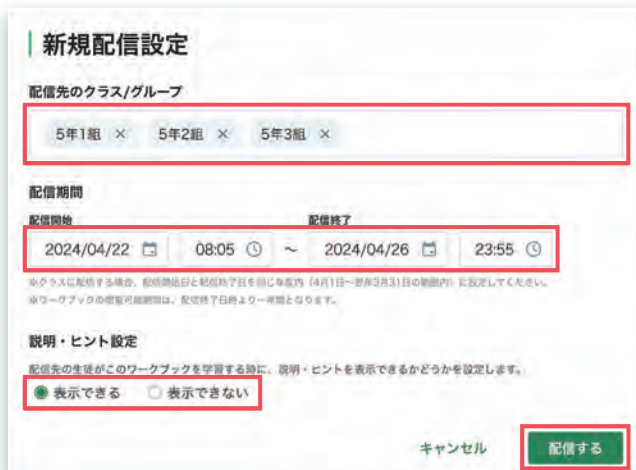 新規配信設定
配信先のクラス/グループ
5年1組 × 5年2組 × 5年3組 ×
配信期間
配信開始 配信終了
2024/04/22 08:05 ~ 2024/04/26 23:55
※クラスに配信する場合、配信開始日と配信終了日を同じ年度内（4月1日～翌年3月31日の範囲内）に設定してください。
※ワークブックの閲覧可能期間は、配信終了日時より一年間となります。
説明・ヒント設定
配信先の生徒がこのワークブックを学習する時に、説明・ヒントを表示できるかどうかを設定します。
表示できる 表示できない
キャンセル 配信する